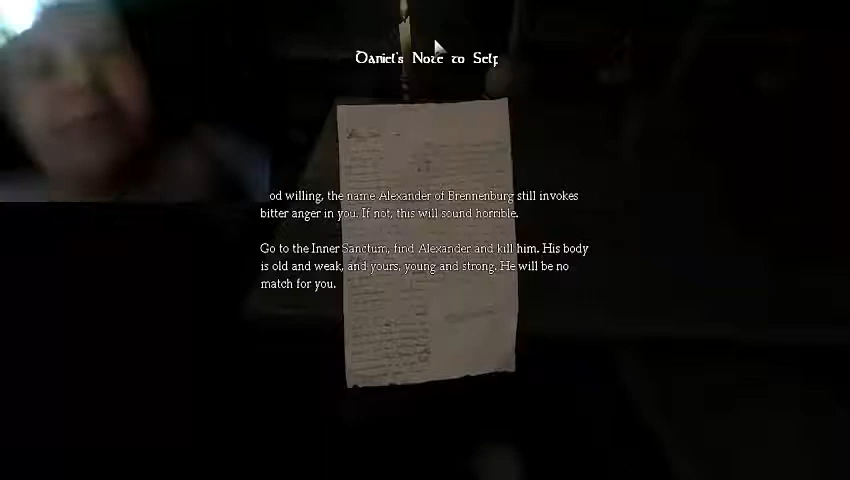 Daniel's Note to Self
od willing, the name Alexander of Brennenburg still invokes
bitter anger in you. If not, this will sound horrible.
Go to the Inner Sanctum, find Alexander and kill him. His body
is old and weak, and yours, young and strong. He will be no
match for you.